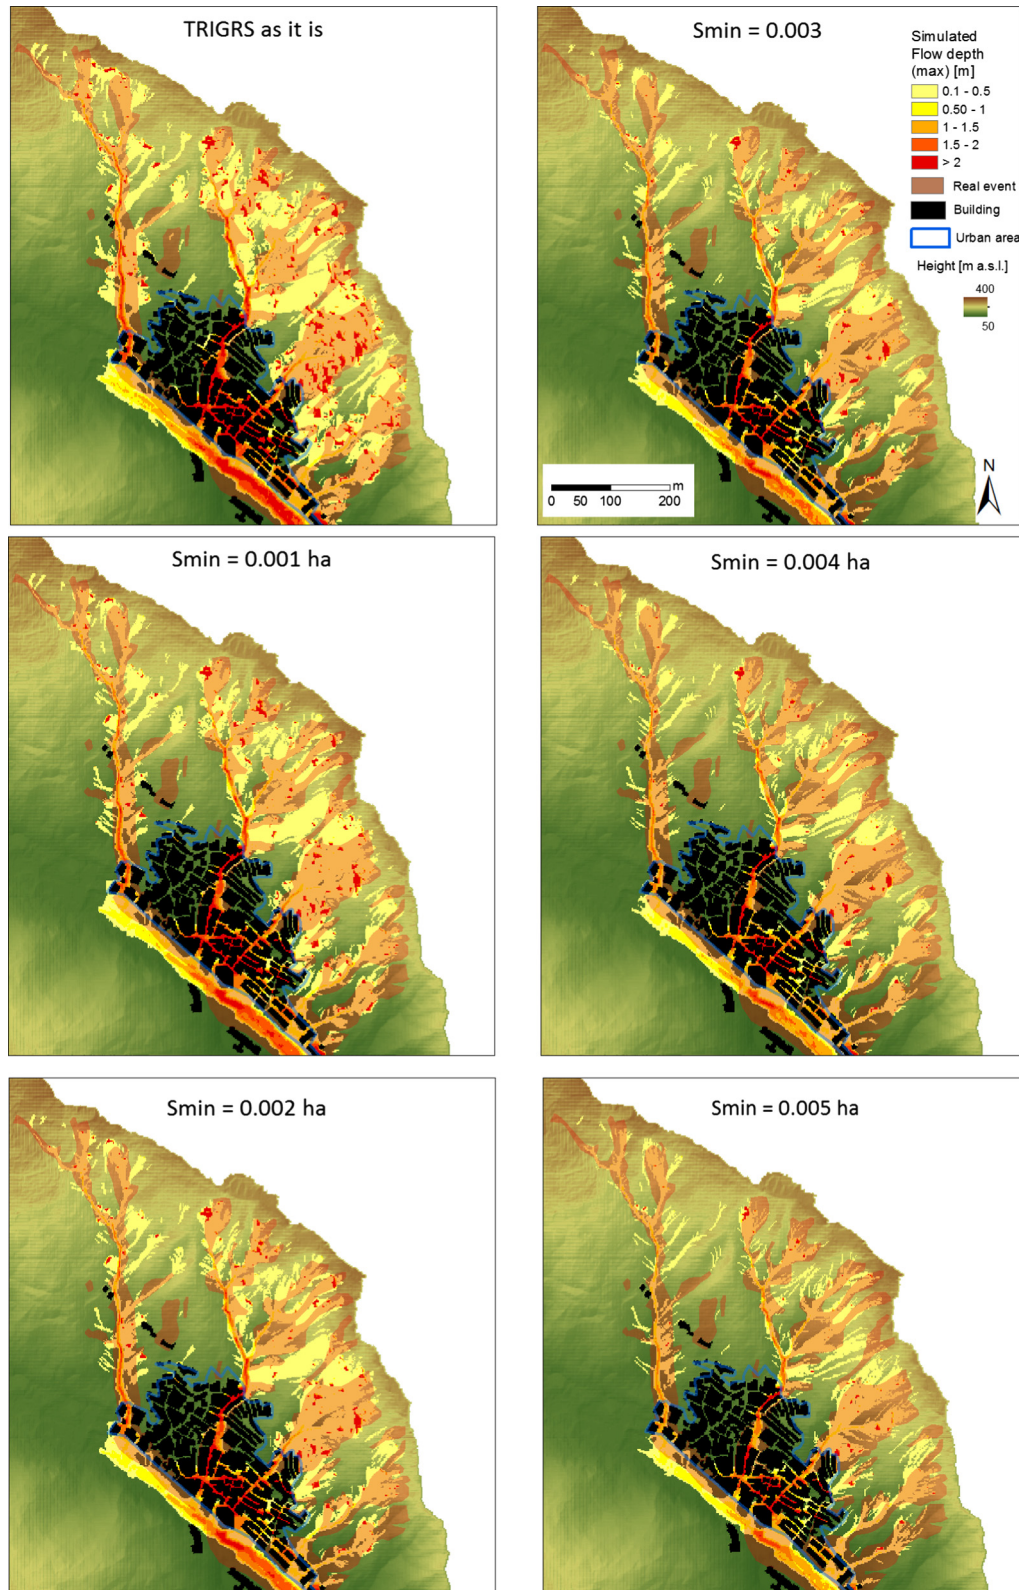 TRIGRS as it is
Smin = 0.003
Simulated
Flow depth
(max) [m]
0.1 - 0.5
0.50 - 1
1 - 1.5
1.5 - 2
> 2
Real event
Building
Urban area
Height [m a.s.l.]
400
50
N
m
0 50 100 200
Smin = 0.001 ha
Smin = 0.004 ha
Smin = 0.002 ha
Smin = 0.005 ha